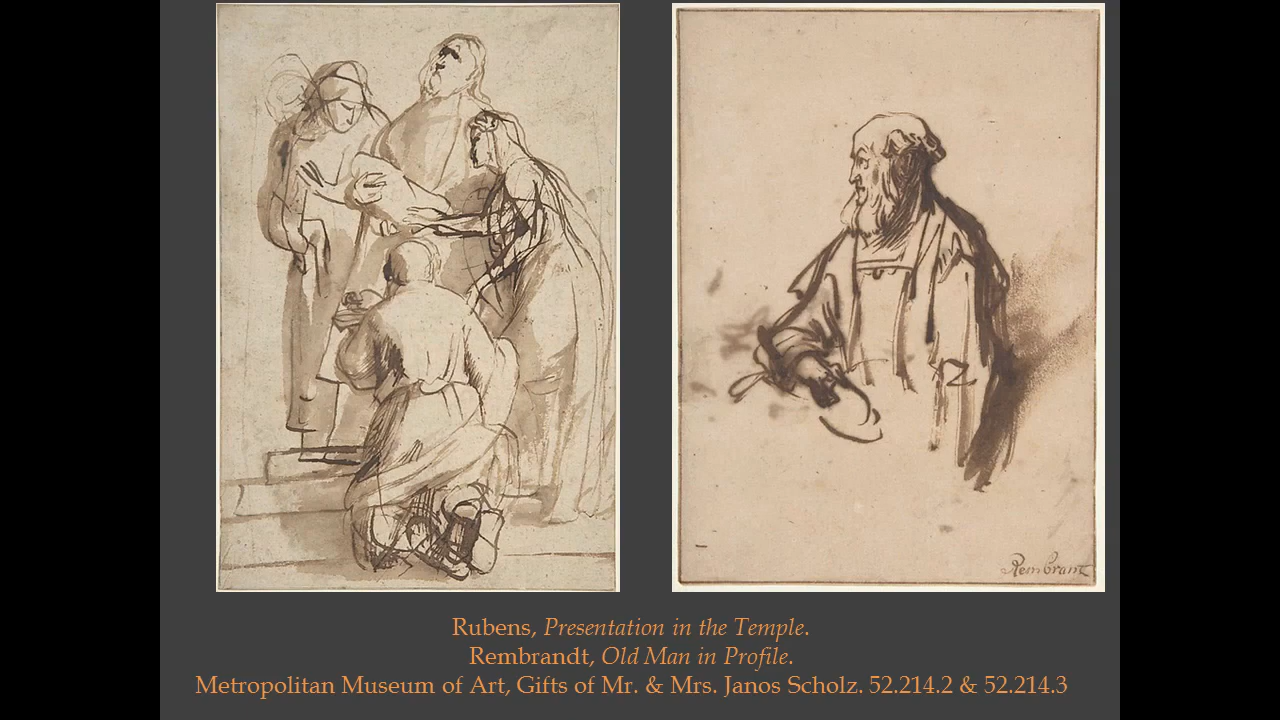 Rembrant
Rubens, Presentation in the Temple.
Rembrandt, Old Man in Profile.
Metropolitan Museum of Art, Gifts of Mr. & Mrs. Janos Scholz. 52.214.2 & 52.214.3